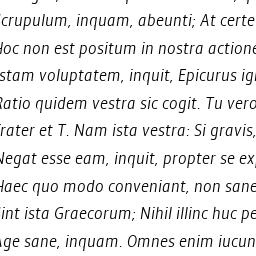 Scrupulum, inquam, abeunti; At certe
Hoc non est positum in nostra actione
Istam voluptatem, inquit, Epicurus ig
Ratio quidem vestra sic cogit. Tu vero
frater et T. Nam ista vestra: Si gravis,
Negat esse eam, inquit, propter se ex
Haec quo modo conveniant, non sane
Sint ista Graecorum; Nihil illinc huc pe
Age sane, inquam. Omnes enim iucun